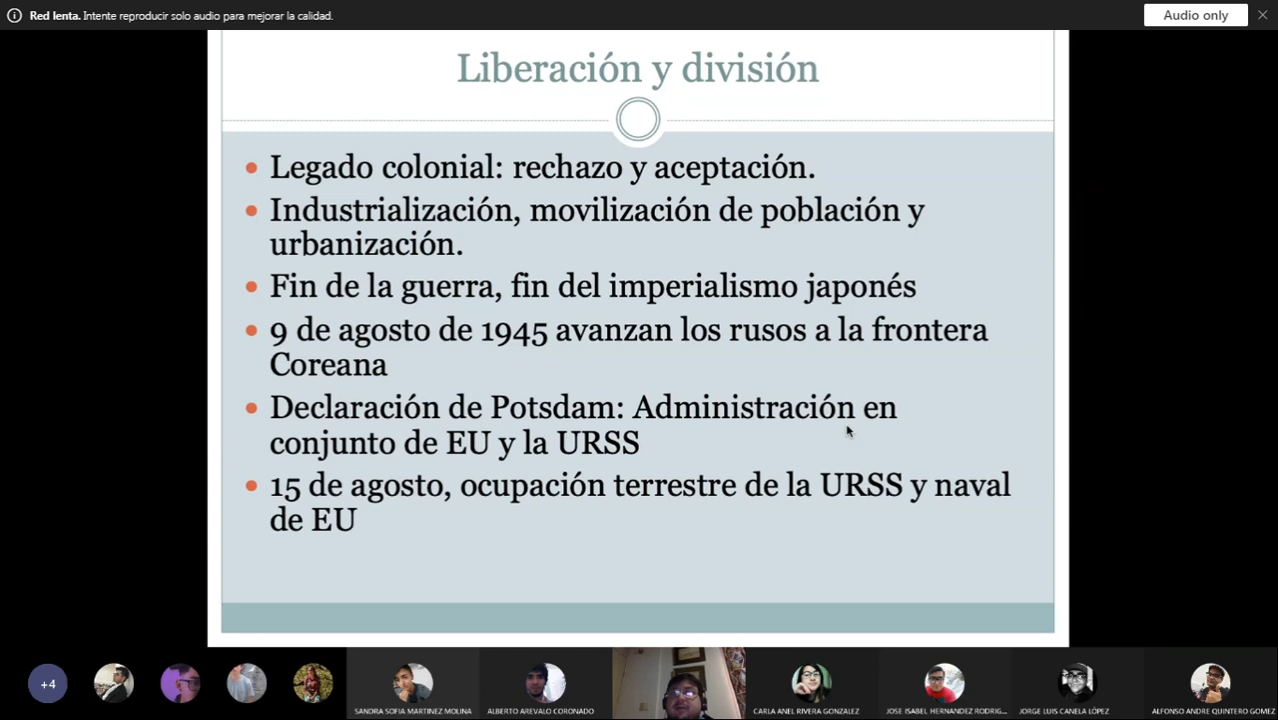 Red lenta. Intente reproducir solo audio para mejorar la calidad.
Audio only
Liberación y división
Legado colonial: rechazo y aceptación.
Industrialización, movilización de población y
urbanización.
Fin de la guerra, fin del imperialismo japonés
9 de agosto de 1945 avanzan los rusos a la frontera
Coreana
Declaración de Potsdam: Administración en
conjunto de EU y la URSS
15 de agosto, ocupación terrestre de la URSS y naval
de EU
+4
SANDRA SOFIA MARTINEZ MOLINA
ALBERTO AREVALO CORONADO
CARLA ANEL RIVERA GONZALEZ
JOSE ISABEL HERNANDEZ RODRIG...
JORGE LUIS CANELA LÓPEZ
ALFONSO ANDRE QUINTERO GOMEZ